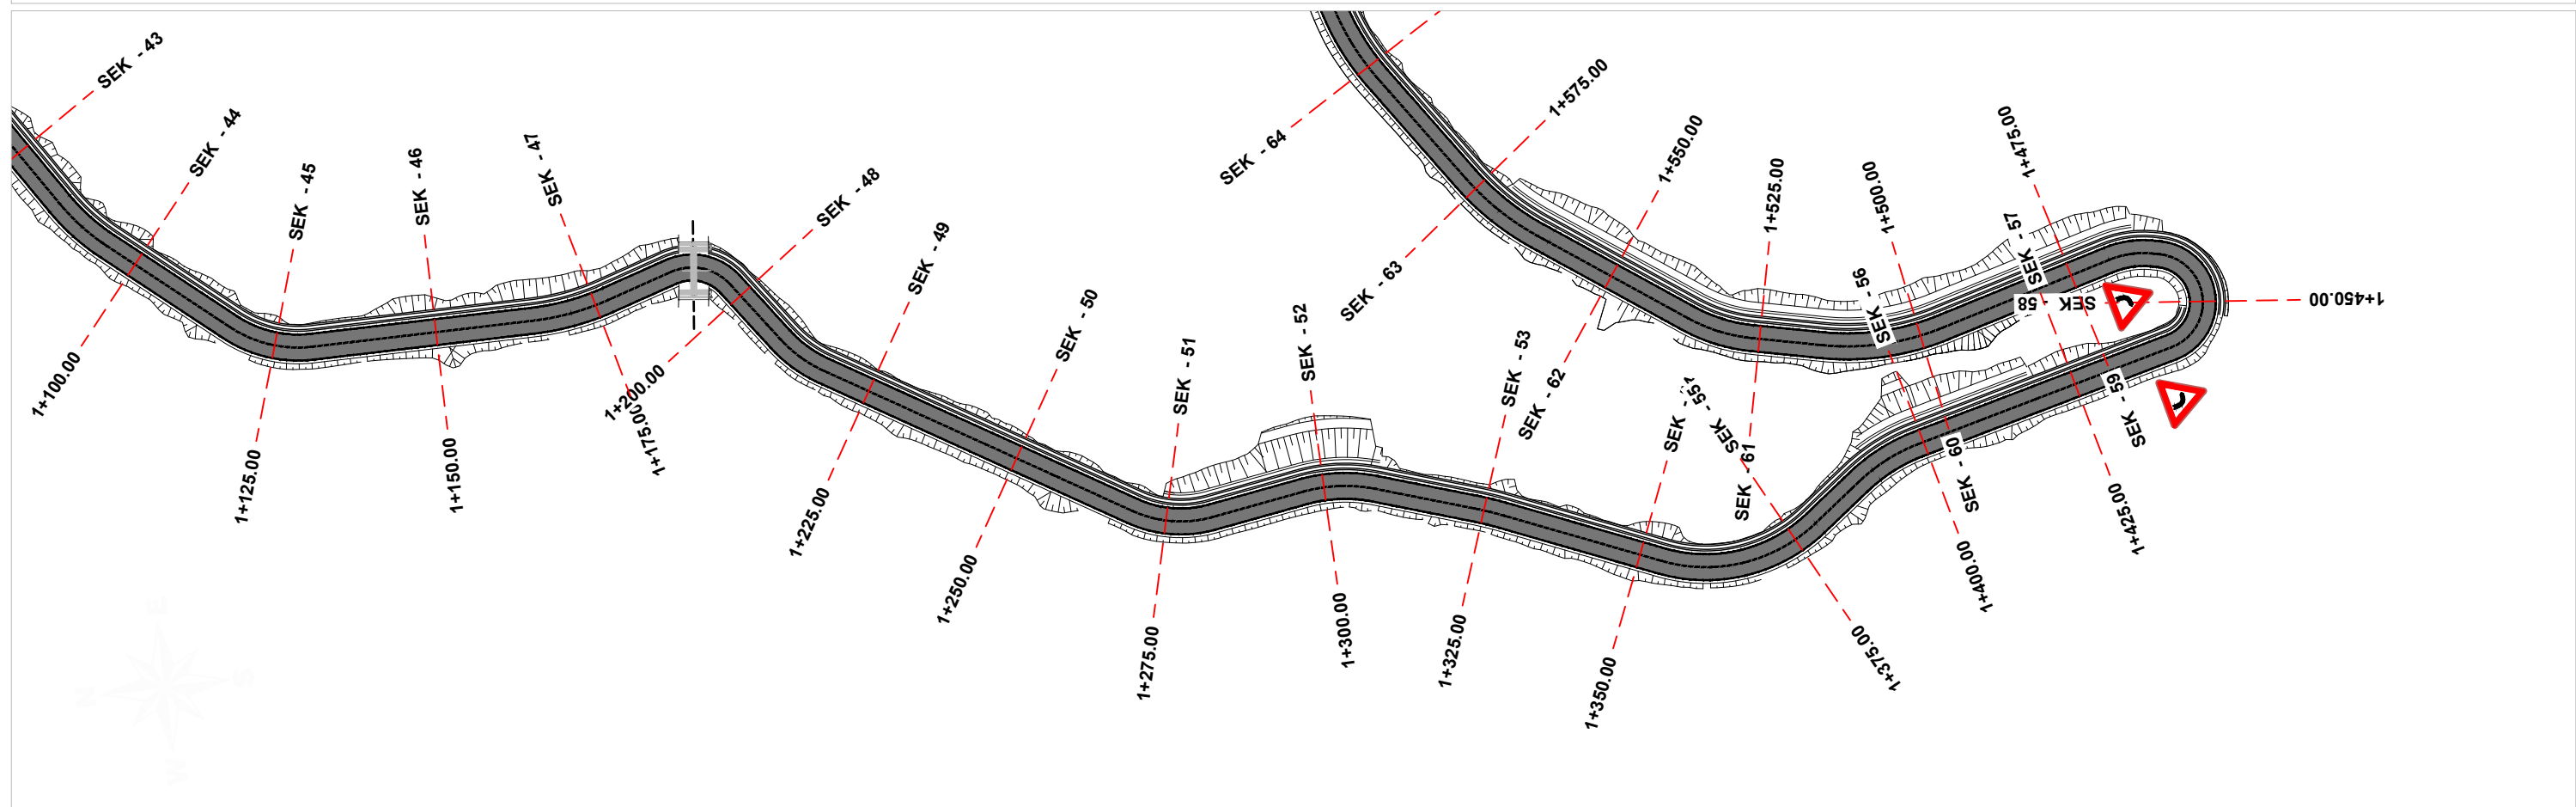 SEK - 43
SEK - 44
SEK - 45
SEK - 46
SEK - 47
SEK - 48
SEK - 49
SEK - 50
SEK - 51
SEK - 52
SEK - 53
SEK -
SEK - 55
SEK - 56
SEK - 57
SEK - 58
SEK - 59
SEK - 60
SEK - 61
SEK - 62
SEK - 63
SEK - 64
1+100.00
1+125.00
1+150.00
1+175.00
1+200.00
1+225.00
1+250.00
1+275.00
1+300.00
1+325.00
1+350.00
1+375.00
1+400.00
1+425.00
1+450.00
1+475.00
1+500.00
1+525.00
1+550.00
1+575.00
E
S
N
W